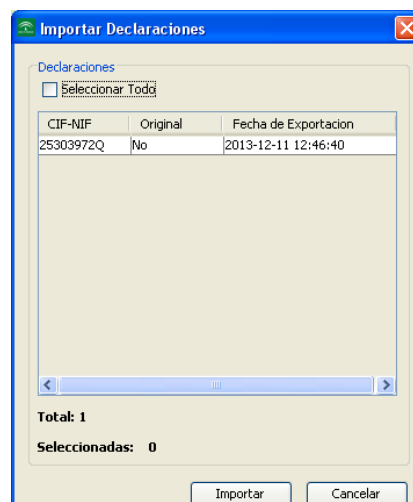 Importar Declaraciones
Declaraciones
Seleccionar Todo
CIF-NIF Original Fecha de Exportacion
25303972Q No 2013-12-11 12:46:40
Total: 1
Seleccionadas: 0
Importar Cancelar